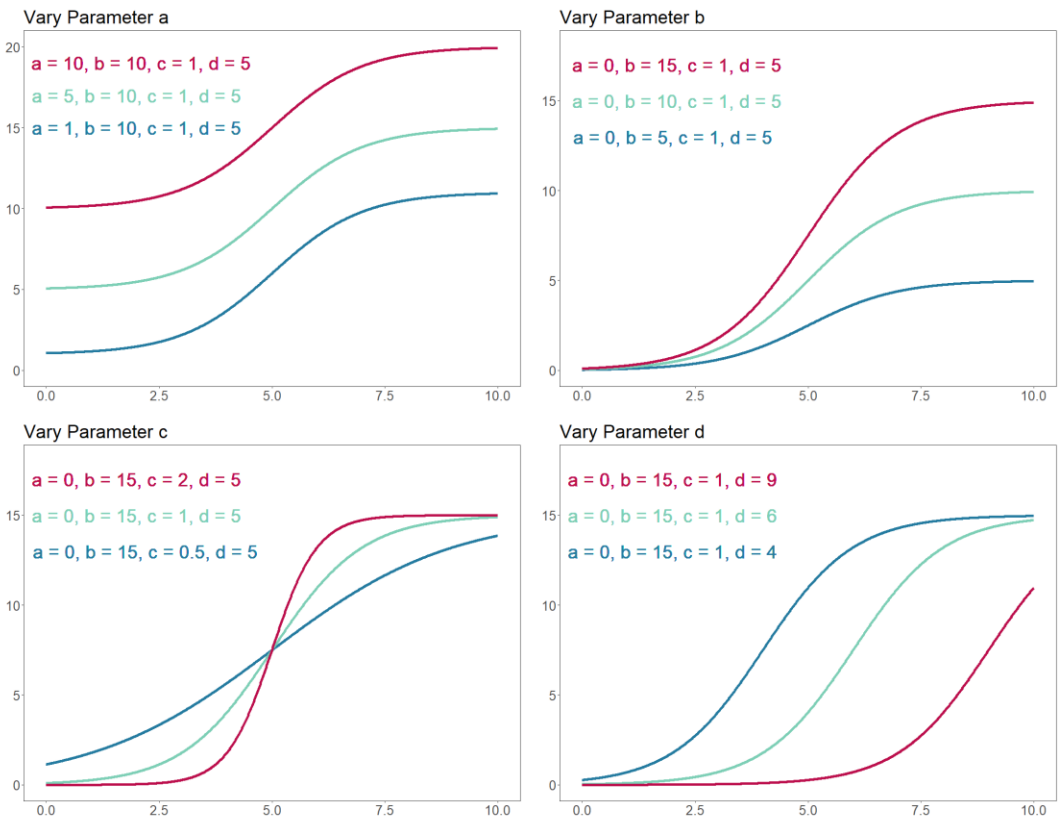 Vary Parameter a
20
15
10
5
0
a = 10, b = 10, c = 1, d = 5
a = 5, b = 10, c = 1, d = 5
a = 1, b = 10, c = 1, d = 5
0.0 2.5 5.0 7.5 10.0
Vary Parameter b
15
10
5
0
a = 0, b = 15, c = 1, d = 5
a = 0, b = 10, c = 1, d = 5
a = 0, b = 5, c = 1, d = 5
0.0 2.5 5.0 7.5 10.0
Vary Parameter c
15
10
5
0
a = 0, b = 15, c = 2, d = 5
a = 0, b = 15, c = 1, d = 5
a = 0, b = 15, c = 0.5, d = 5
0.0 2.5 5.0 7.5 10.0
Vary Parameter d
15
10
5
0
a = 0, b = 15, c = 1, d = 9
a = 0, b = 15, c = 1, d = 6
a = 0, b = 15, c = 1, d = 4
0.0 2.5 5.0 7.5 10.0